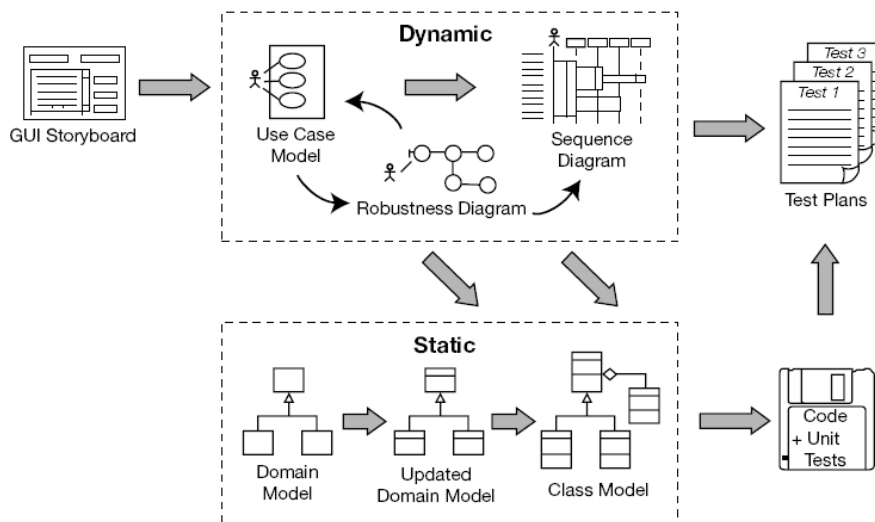 Dynamic
GUI Storyboard
Use Case
Model
Robustness Diagram
Sequence
Diagram
Test 3
Test 2
Test 1
Test Plans
Static
Domain
Model
Updated
Domain Model
Class Model
Code
+ Unit
Tests